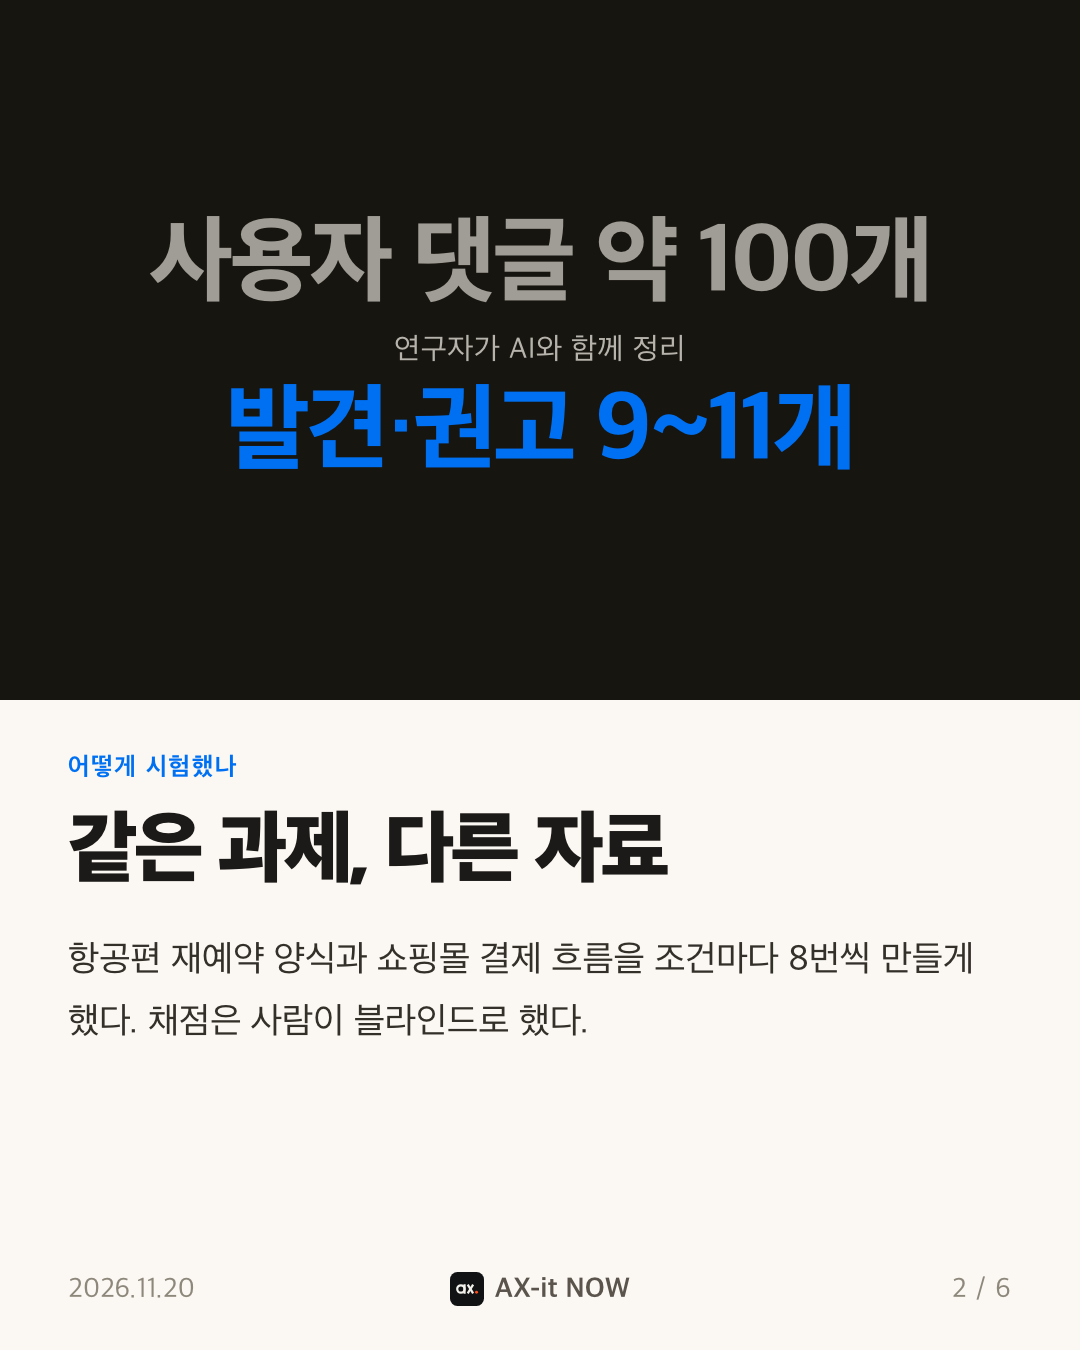 사용자 댓글 약 100개
연구자가 AI와 함께 정리
발견·권고 9~11개
어떻게 시험했나
같은 과제, 다른 자료
항공편 재예약 양식과 쇼핑몰 결제 흐름을 조건마다 8번씩 만들게
했다. 채점은 사람이 블라인드로 했다.
2026.11.20
ax. AX-it NOW
2 / 6